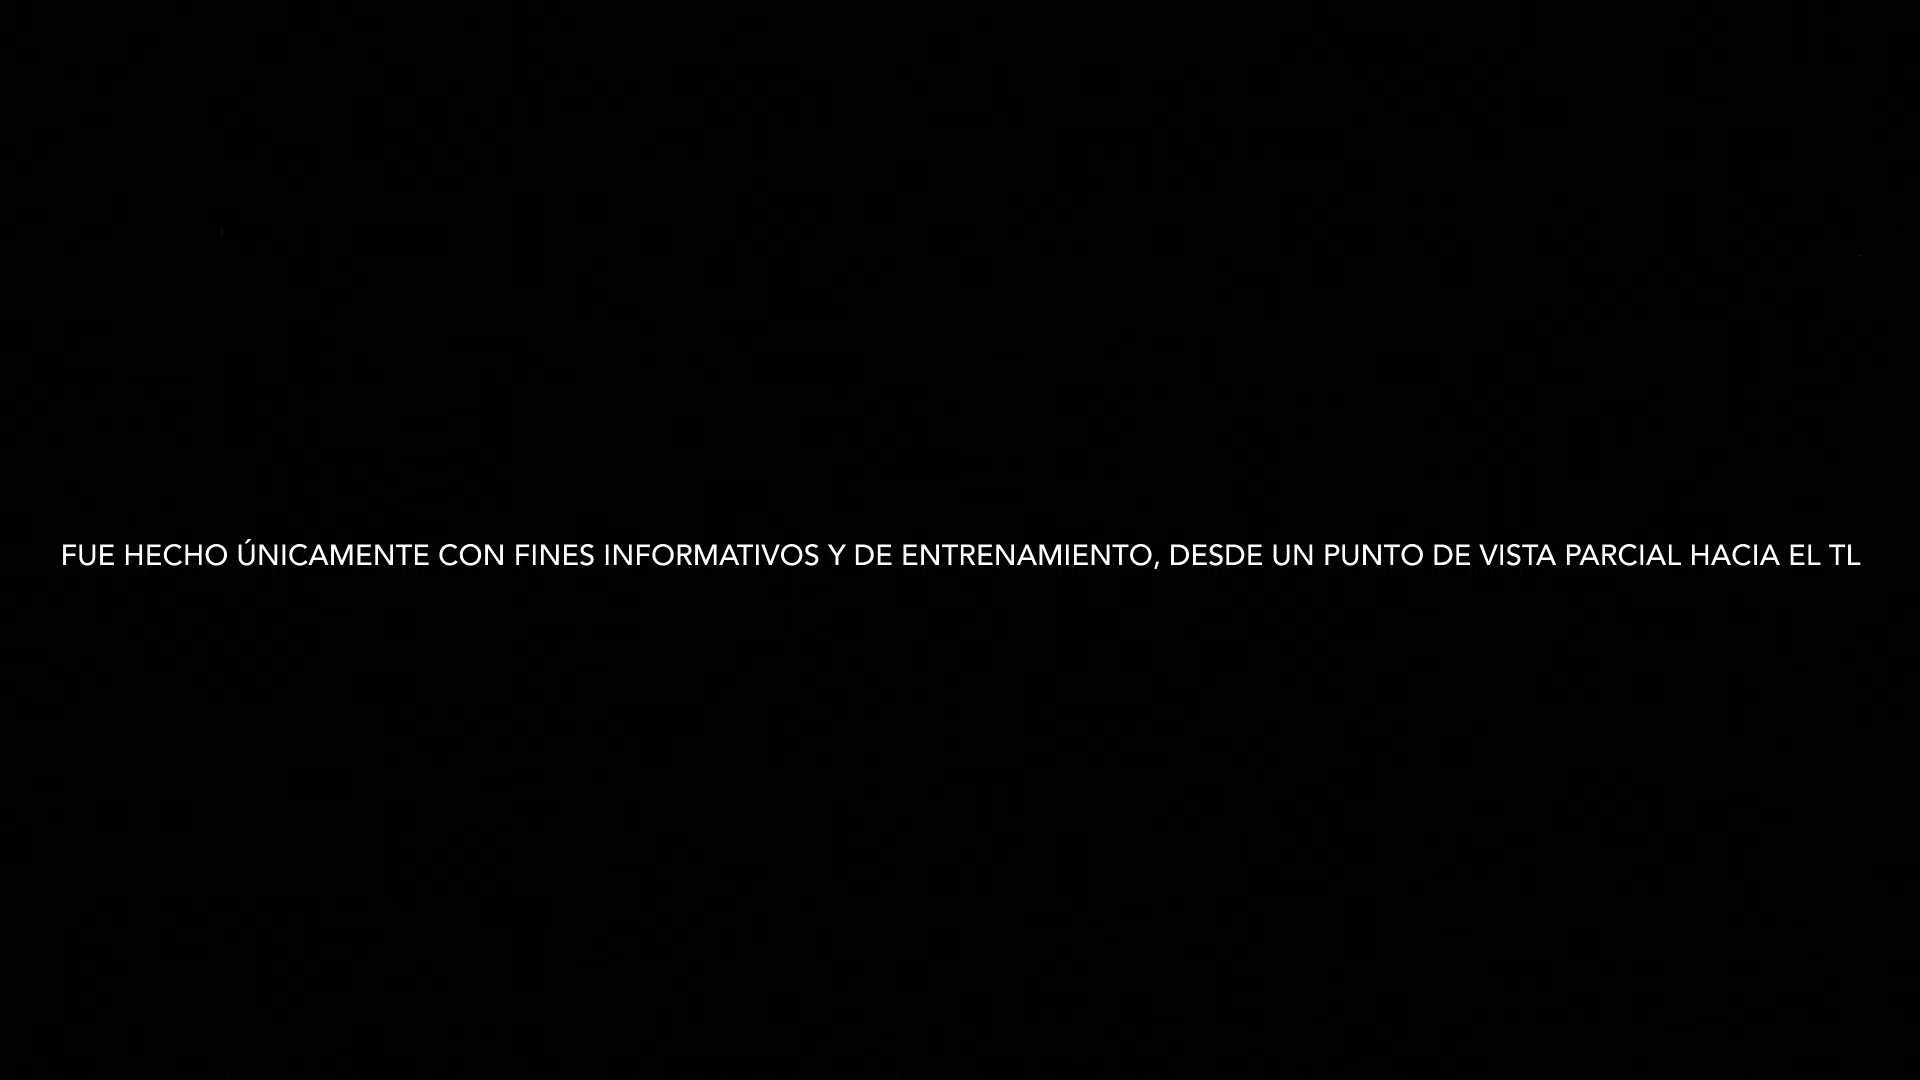 FUE HECHO ÚNICAMENTE CON FINES INFORMATIVOS Y DE ENTRENAMIENTO, DESDE UN PUNTO DE VISTA PARCIAL HACIA EL TL